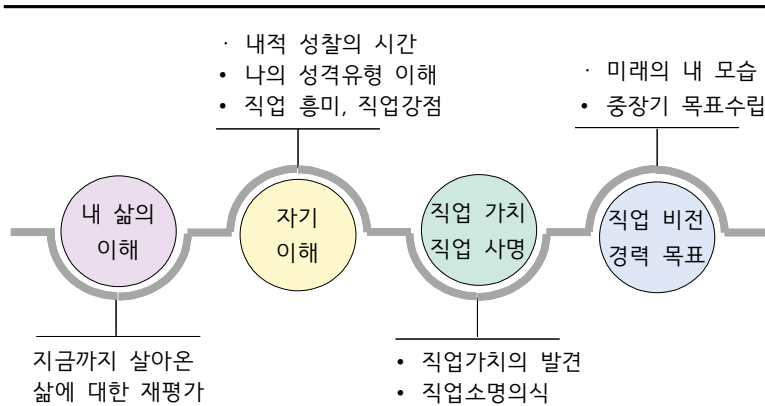 · 내적 성찰의 시간
• 나의 성격유형 이해
• 직업 흥미, 직업강점
· 미래의 내 모습
• 중장기 목표수립
내 삶의
이해
자기
이해
직업 가치
직업 사명
직업 비전
경력 목표
지금까지 살아온
삶에 대한 재평가
• 직업가치의 발견
• 직업소명의식